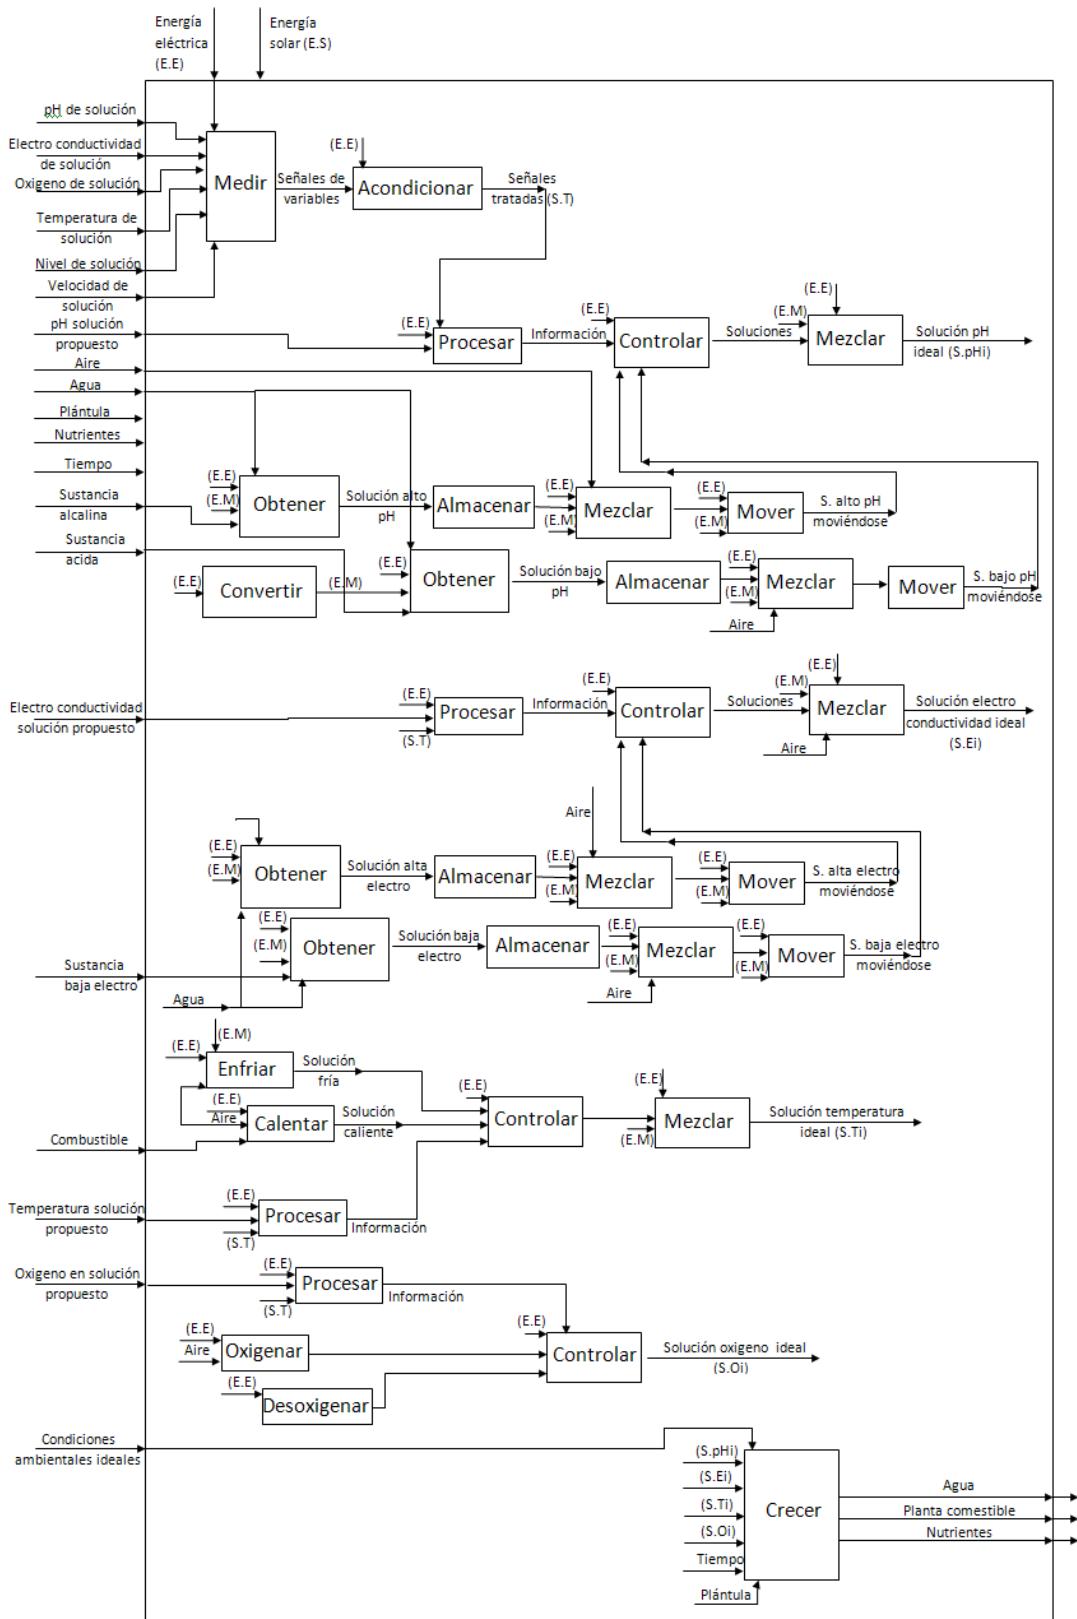 Energía
eléctrica
(E.E)
Energía
solar (E.S)
pH de solución
Electro conductividad
de solución
Oxigeno de solución
Temperatura de
solución
Nivel de solución
Velocidad de
solución
Medir
Señales de
variables
(E.E)
Acondicionar
Señales
tratadas (S.T)
pH solución
propuesto
Aire
Agua
Plántula
Nutrientes
Tiempo
Sustancia
alcalina
Sustancia
acida
(E.E)
Procesar
Información
(E.E)
Controlar
Soluciones
(E.E)
(E.M)
Mezclar
Solución pH
ideal (S.pHi)
(E.E)
(E.M)
Obtener
Solución alto
pH
Almacenar
(E.E)
(E.M)
Mezclar
(E.E)
(E.M)
Mover
S. alto pH
moviéndose
(E.E)
Convertir
(E.M)
(E.E)
Obtener
Solución bajo
pH
Almacenar
(E.E)
(E.M)
Mezclar
Aire
Mover
S. bajo pH
moviéndose
Electro conductividad
solución propuesto
(E.E)
(S.T)
Procesar
Información
(E.E)
Controlar
Soluciones
(E.E)
(E.M)
Mezclar
Aire
Solución electro
conductividad ideal
(S.Ei)
Aire
(E.E)
(E.M)
Obtener
Solución alta
electro
Almacenar
(E.E)
(E.M)
Mezclar
(E.E)
(E.M)
Mover
S. alta electro
moviéndose
(E.E)
(E.M)
Obtener
Solución baja
electro
Almacenar
(E.E)
(E.M)
Mezclar
Aire
(E.E)
(E.M)
Mover
S. baja electro
moviéndose
Sustancia
baja electro
Agua
(E.M)
(E.E)
Enfriar
Solución
fría
(E.E)
Aire
Calentar
Solución
caliente
Combustible
(E.E)
Controlar
(E.E)
(E.M)
Mezclar
Solución temperatura
ideal (S.Ti)
Temperatura solución
propuesto
(E.E)
(S.T)
Procesar
Información
Oxigeno en solución
propuesto
(E.E)
(S.T)
Procesar
Información
(E.E)
Aire
Oxigenar
(E.E)
Desoxigenar
(E.E)
Controlar
Solución oxigeno ideal
(S.Oi)
Condiciones
ambientales ideales
(S.pHi)
(S.Ei)
(S.Ti)
(S.Oi)
Tiempo
Plántula
Crecer
Agua
Planta comestible
Nutrientes